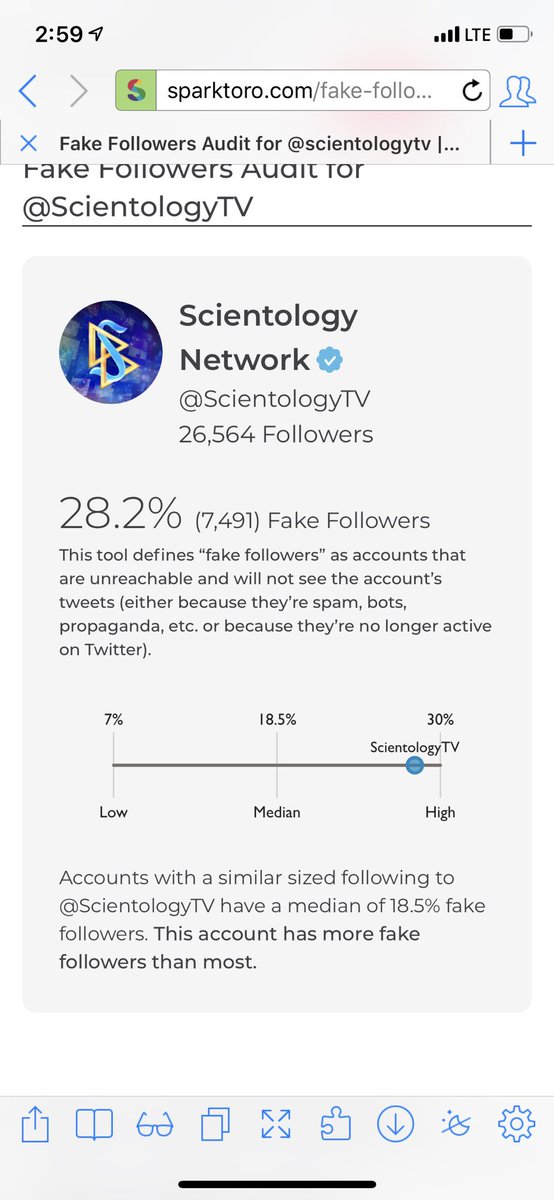 2:59
LTE
sparktoro.com/fake-follo...
Fake Followers Audit for @scientologytv |...
Fake Followers Audit for
@ScientologyTV
Scientology
Network
@ScientologyTV
26,564 Followers
28.2% (7,491) Fake Followers
This tool defines “fake followers” as accounts that
are unreachable and will not see the account’s
tweets (either because they’re spam, bots,
propaganda, etc. or because they’re no longer active
on Twitter).
7% 18.5% 30%
ScientologyTV
Low Median High
Accounts with a similar sized following to
@ScientologyTV have a median of 18.5% fake
followers. This account has more fake
followers than most.